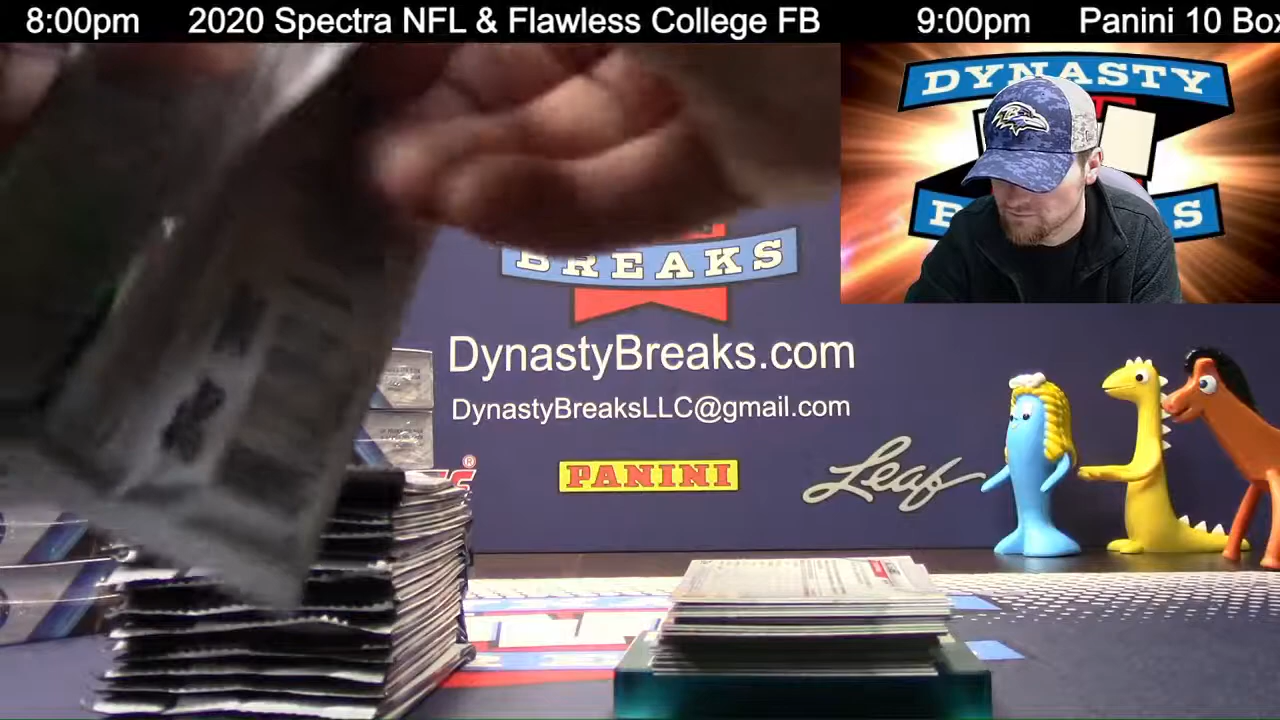 8:00pm 2020 Spectra NFL & Flawless College FB 9:00pm Panini 10 Box
DYNASTY
B S
BREAKS
DynastyBreaks.com
DynastyBreaksLLC@gmail.com
PANINI
Leaf